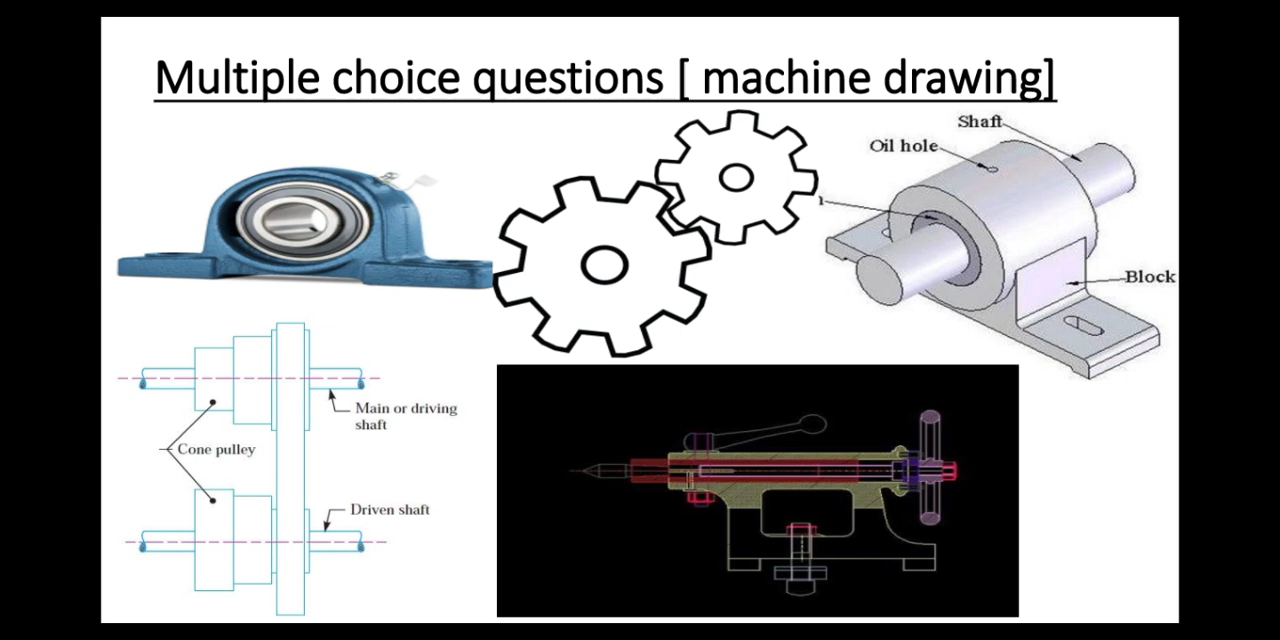 Multiple choice questions [ machine drawing]
Shaft
Oil hole
Block
Main or driving
shaft
Cone pulley
Driven shaft